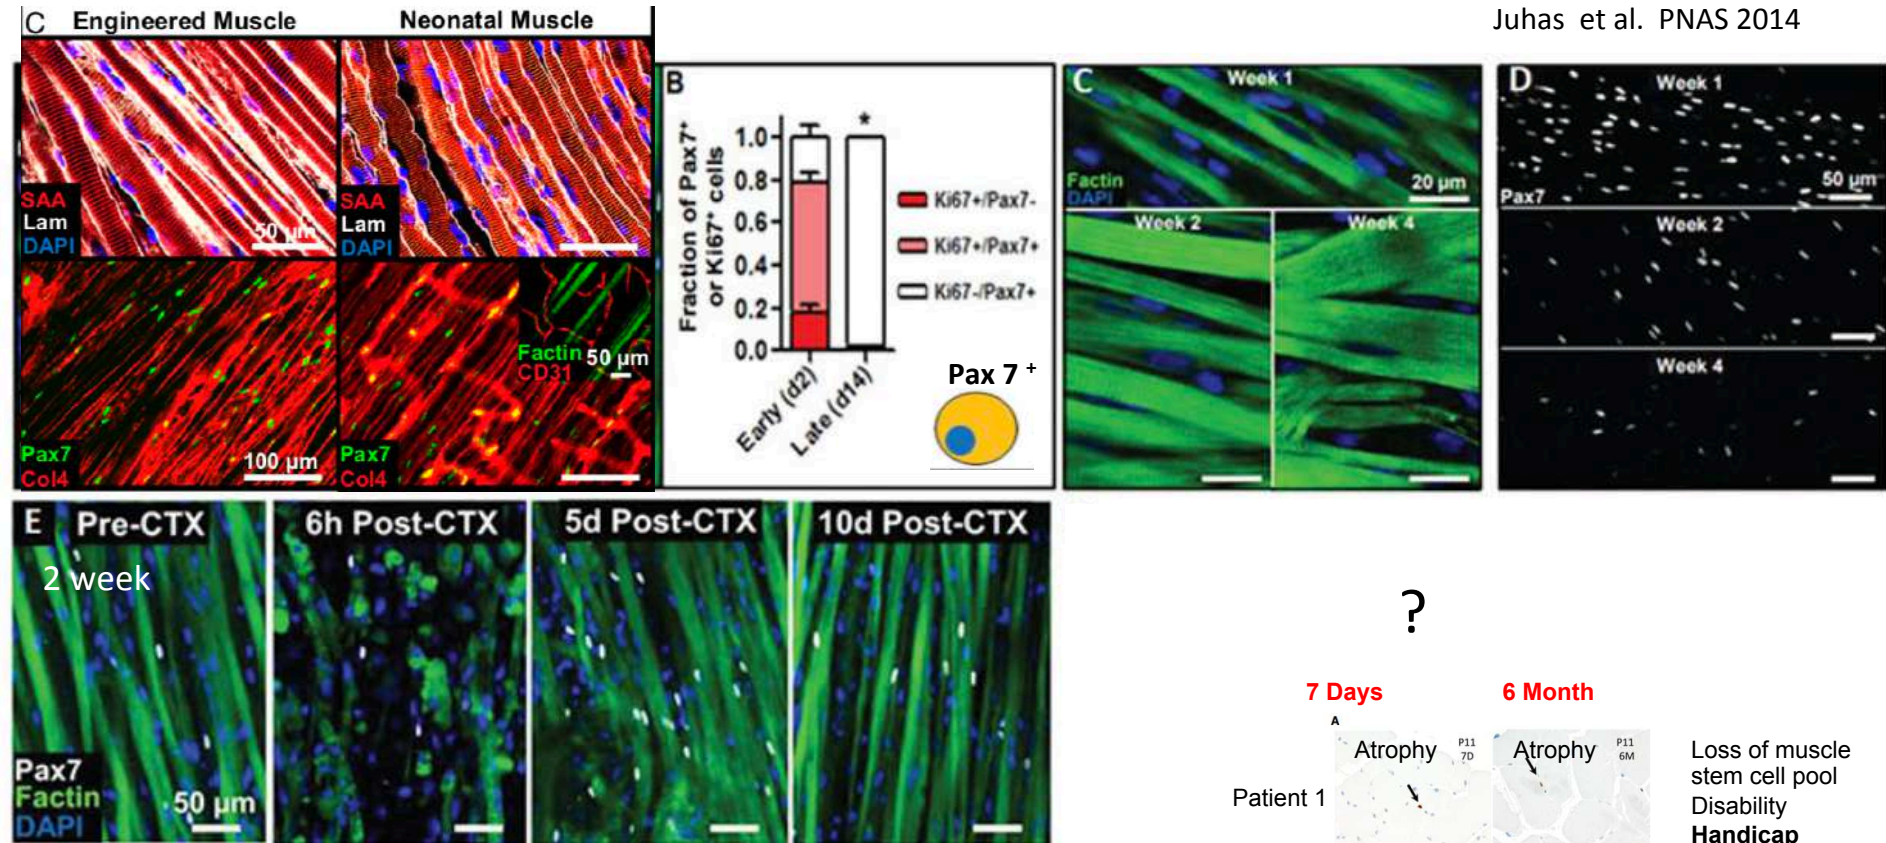 Juhas et al. PNAS 2014
C Engineered Muscle Neonatal Muscle
SAA
Lam
DAPI
50 µm
SAA
Lam
DAPI
Pax7
Col4
100 µm
Pax7
Col4
Factin
CD31
50 µm
B
Fraction of Pax7+
or Ki67+ cells
1.0
0.8
0.6
0.4
0.2
0.0
*
Early (d2)
Late (d14)
Ki67+/Pax7-
Ki67+/Pax7+
Ki67-/Pax7+
Pax 7 +
C
Week 1
Factin
DAPI
20 µm
Week 2
Week 4
D
Week 1
Pax7
50 µm
Week 2
Week 4
E Pre-CTX
2 week
Pax7
Factin
DAPI
50 µm
6h Post-CTX
5d Post-CTX
10d Post-CTX
?
7 Days 6 Month
A
Atrophy
P11
7D
Atrophy
P11
6M
Patient 1
Loss of muscle
stem cell pool
Disability
Handicap